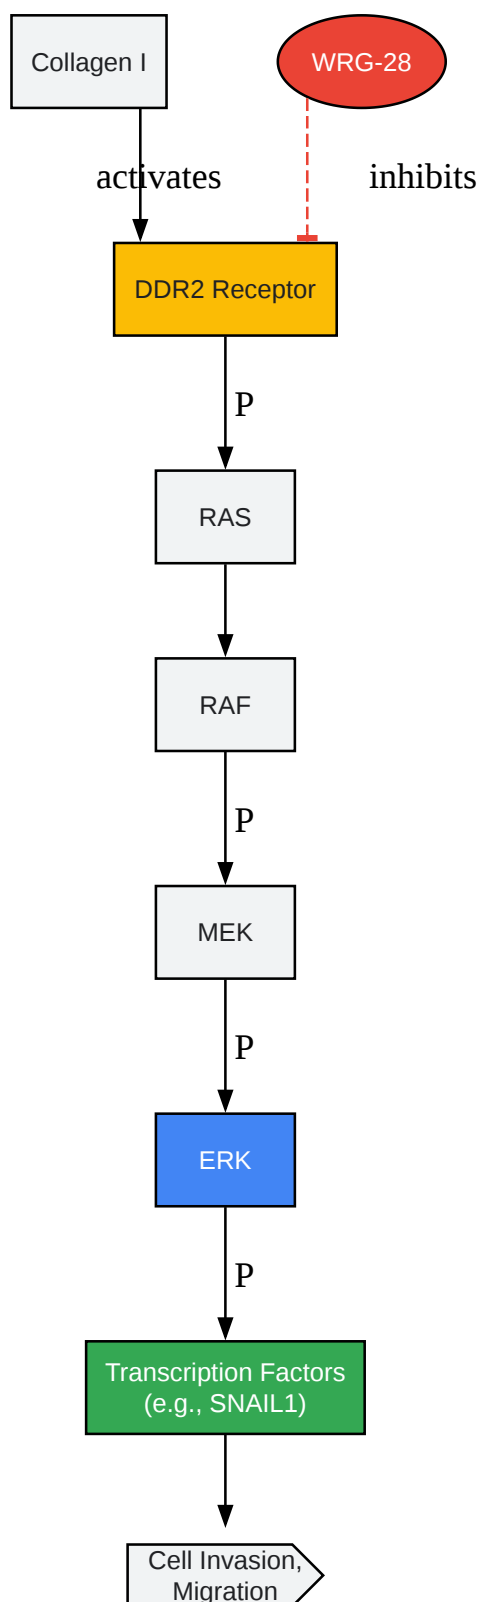 Collagen I
WRG-28
activates
inhibits
DDR2 Receptor
P
RAS
RAF
P
MEK
P
ERK
P
Transcription Factors
(e.g., SNAIL1)
Cell Invasion,
Migration